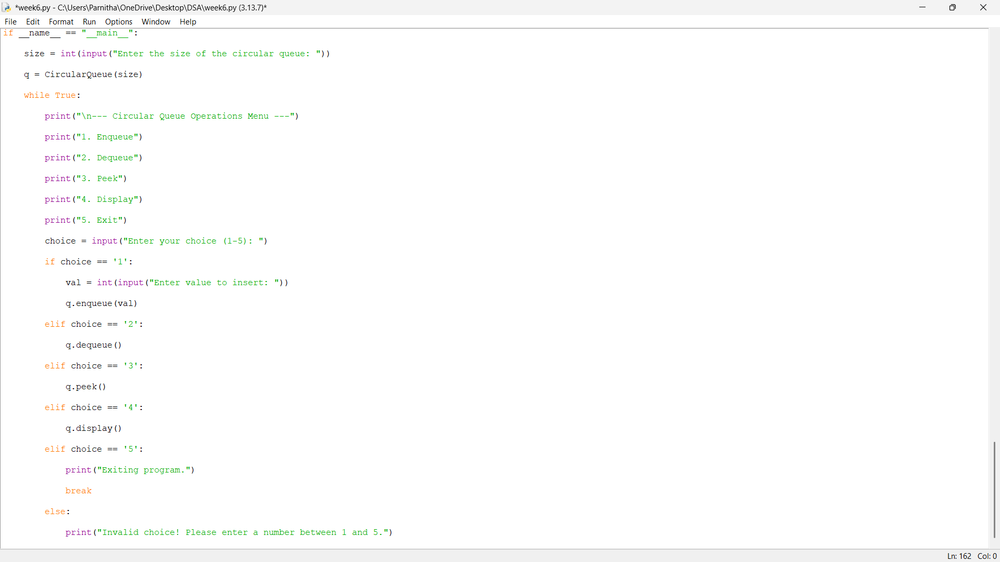 *week6.py - C:\Users\Parnitha\OneDrive\Desktop\DSA\week6.py (3.13.7)*
File Edit Format Run Options Window Help
if __name__ == "__main__":
    size = int(input("Enter the size of the circular queue: "))
    q = CircularQueue(size)
    while True:
        print("\n--- Circular Queue Operations Menu ---")
        print("1. Enqueue")
        print("2. Dequeue")
        print("3. Peek")
        print("4. Display")
        print("5. Exit")
        choice = input("Enter your choice (1-5): ")
        if choice == '1':
            val = int(input("Enter value to insert: "))
            q.enqueue(val)
        elif choice == '2':
            q.dequeue()
        elif choice == '3':
            q.peek()
        elif choice == '4':
            q.display()
        elif choice == '5':
            print("Exiting program.")
            break
        else:
            print("Invalid choice! Please enter a number between 1 and 5.")
Ln: 162 Col: 0